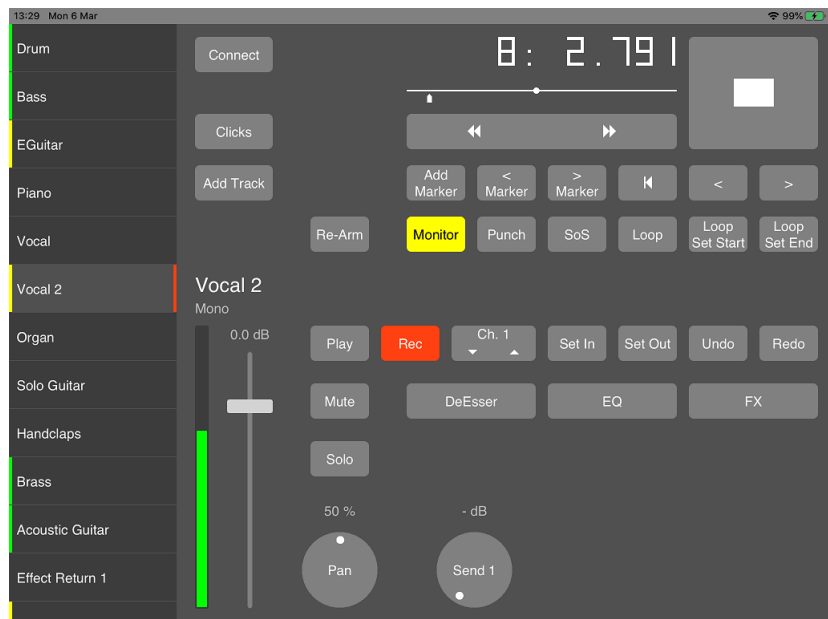 13:29 Mon 6 Mar
99%
Drum
Bass
EGuitar
Piano
Vocal
Vocal 2
Organ
Solo Guitar
Handclaps
Brass
Acoustic Guitar
Effect Return 1
Connect
8: 2.791
Clicks
Add Track
Add
Marker
<
Marker
>
Marker
<
>
Re-Arm
Monitor
Punch
SoS
Loop
Loop
Set Start
Loop
Set End
Vocal 2
Mono
0.0 dB
Play
Rec
Ch. 1
Set In
Set Out
Undo
Redo
Mute
DeEsser
EQ
FX
Solo
50 %
- dB
Pan
Send 1